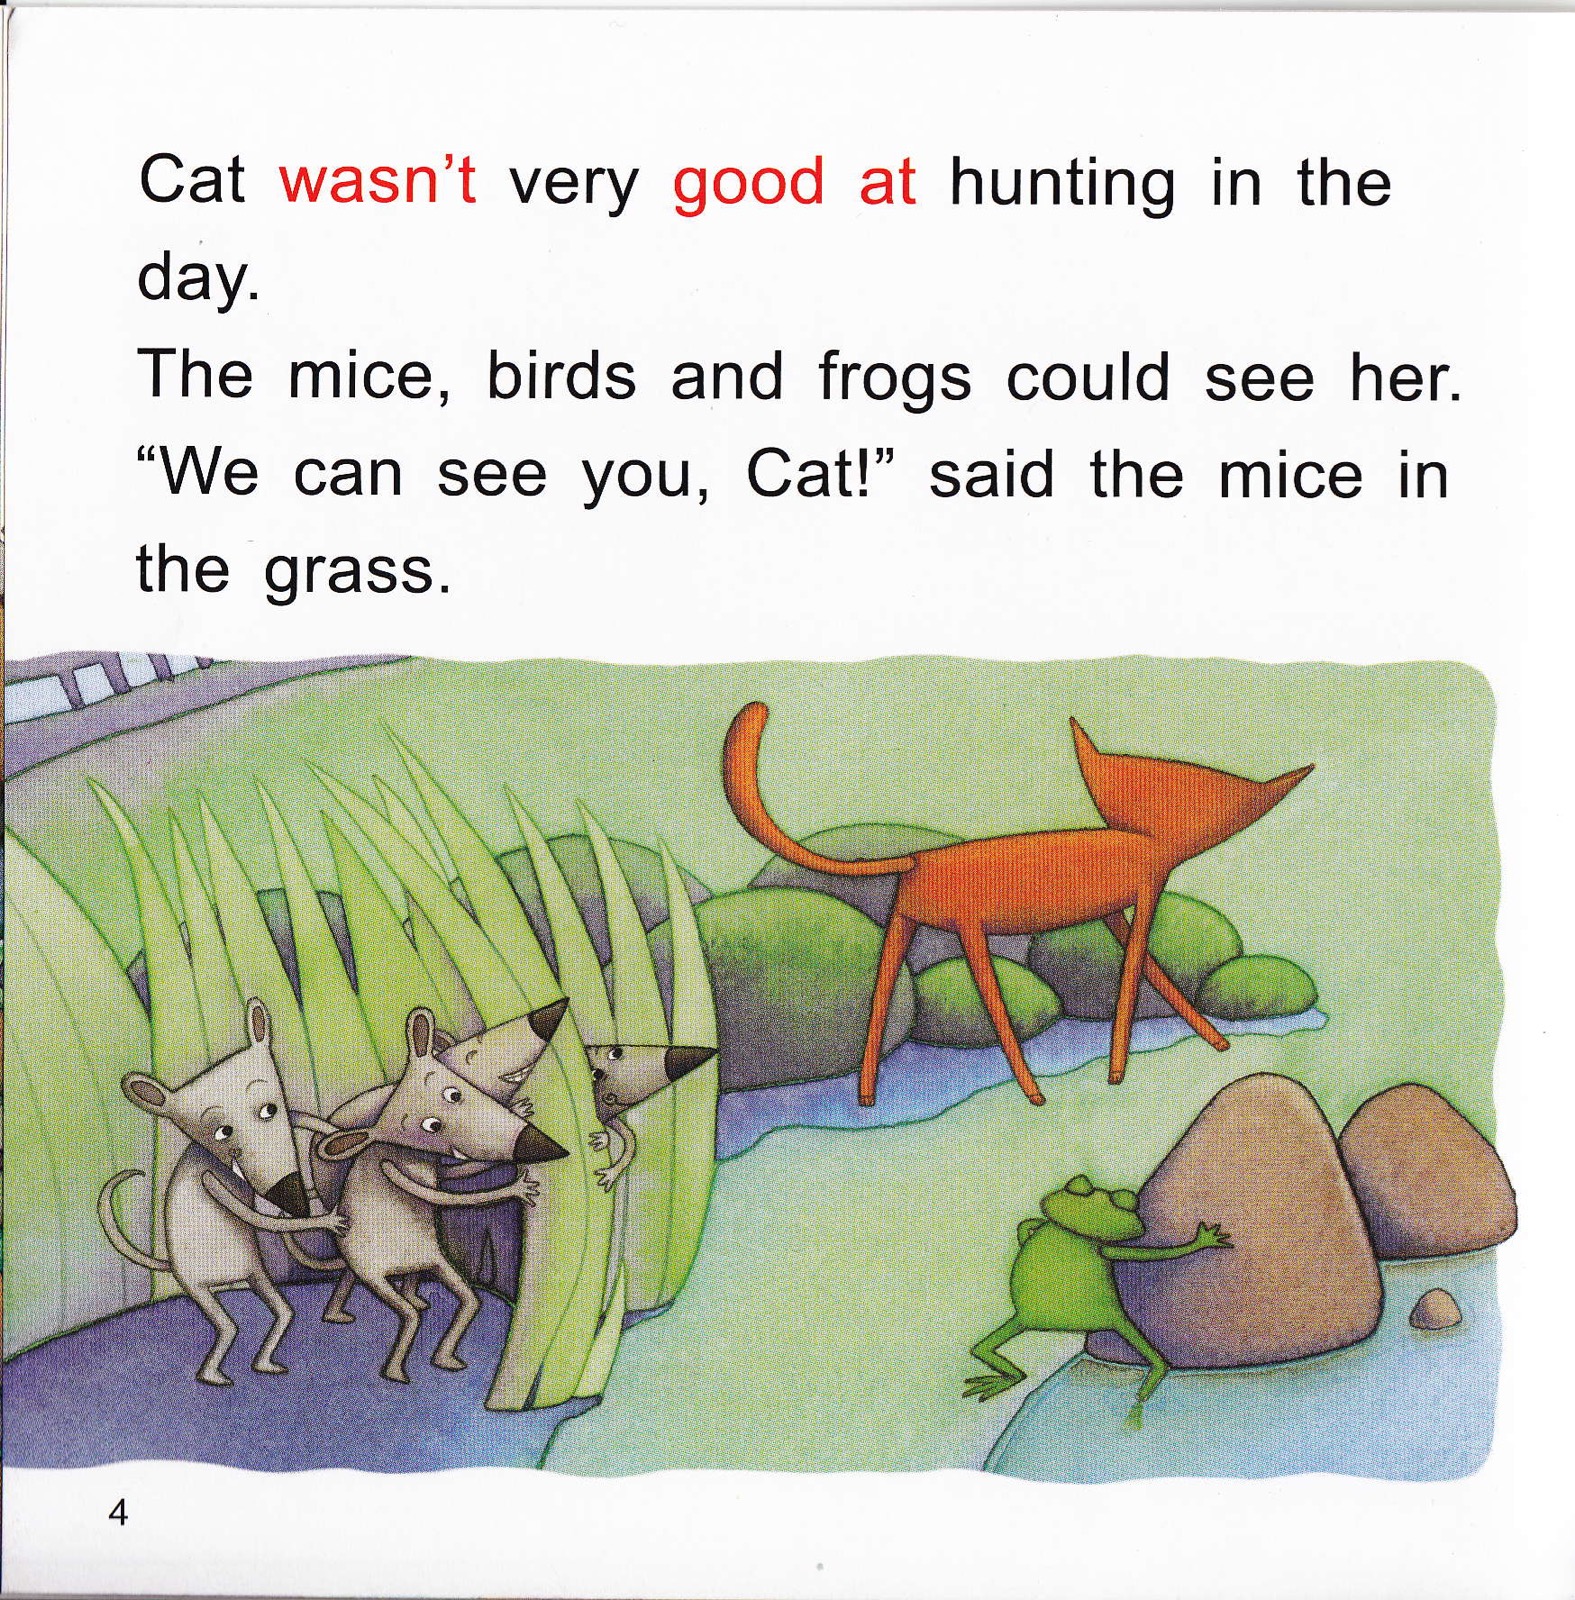 Cat wasn't very good at hunting in the
day.
The mice, birds and frogs could see her.
“We can see you, Cat!” said the mice in
the grass.
4